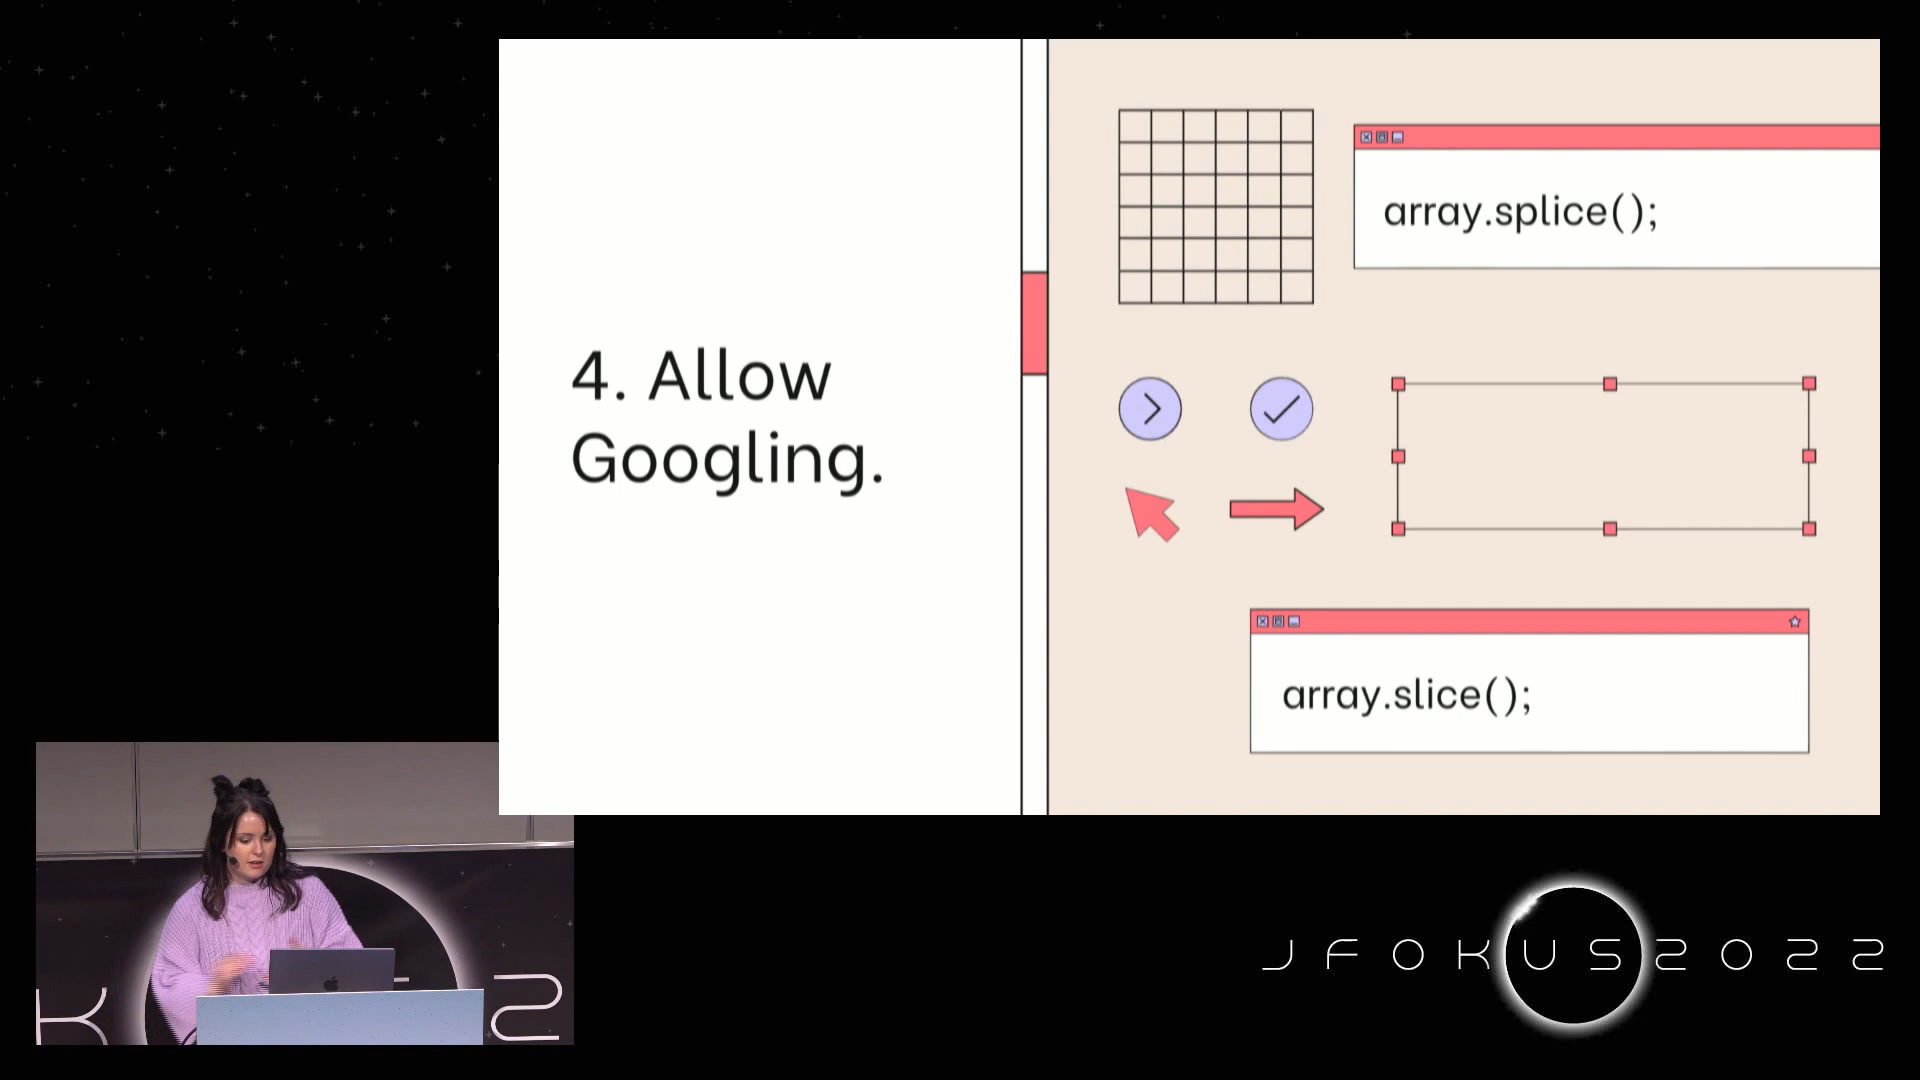 4. Allow
Googling.
array.splice();
array.slice();
K
S
JFOKUS2022